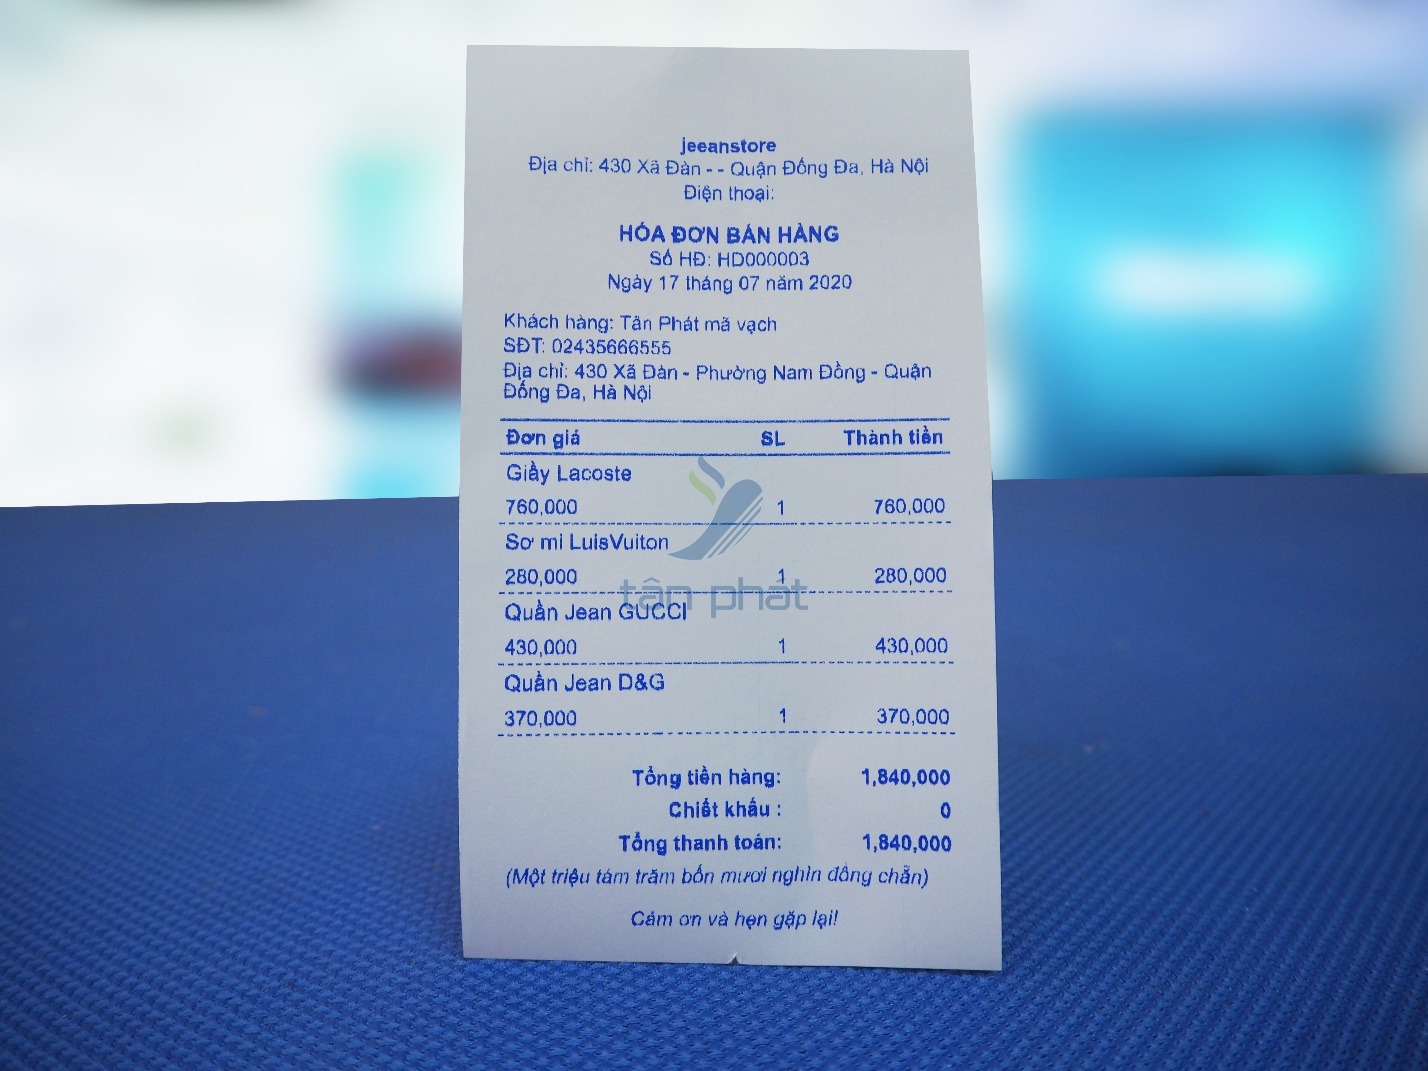 jeeanstore
Địa chỉ: 430 Xã Đàn - - Quận Đống Đa, Hà Nội
Điện thoại:
HÓA ĐƠN BÁN HÀNG
Số HĐ: HD000003
Ngày 17 tháng 07 năm 2020
Khách hàng: Tân Phát mã vạch
SĐT: 02435666555
Địa chỉ: 430 Xã Đàn - Phường Nam Đồng - Quận
Đống Đa, Hà Nội
Đơn giá SL Thành tiền
Giầy Lacoste
760,000 1 760,000
Sơ mi LuisVuiton
280,000 1 280,000
tân phát
Quần Jean GUCCI
430,000 1 430,000
Quần Jean D&G
370,000 1 370,000
Tổng tiền hàng: 1,840,000
Chiết khấu : 0
Tổng thanh toán: 1,840,000
(Một triệu tám trăm bốn mươi nghìn đồng chẵn)
Cảm ơn và hẹn gặp lại!